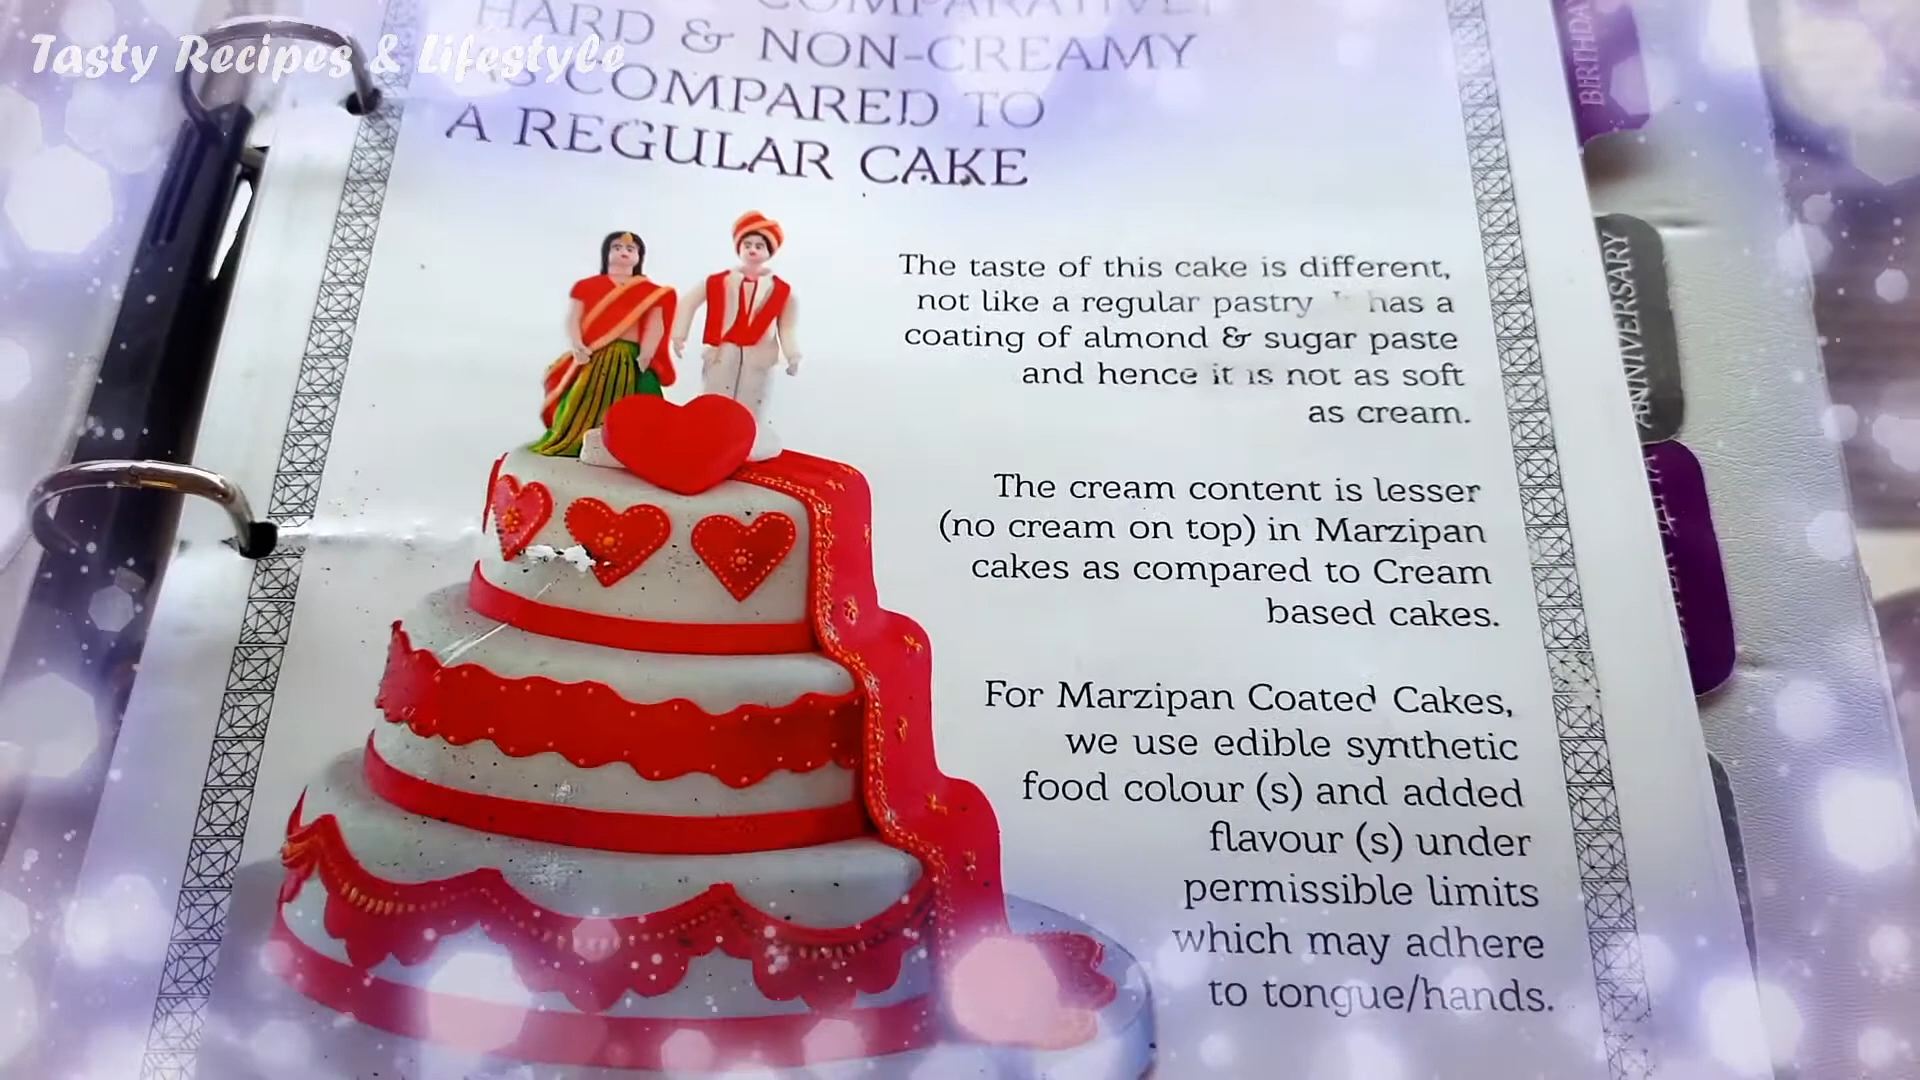 Tasty Recipes & Lifestyle
COMPARATIVELY
HARD & NON-CREAMY
AS COMPARED TO
A REGULAR CAKE
The taste of this cake is different,
not like a regular pastry. It has a
coating of almond & sugar paste
and hence it is not as soft
as cream.
The cream content is lesser
(no cream on top) in Marzipan
cakes as compared to Cream
based cakes.
For Marzipan Coated Cakes,
we use edible synthetic
food colour (s) and added
flavour (s) under
permissible limits
which may adhere
to tongue/hands.
BIRTHDAY
ANNIVERSARY